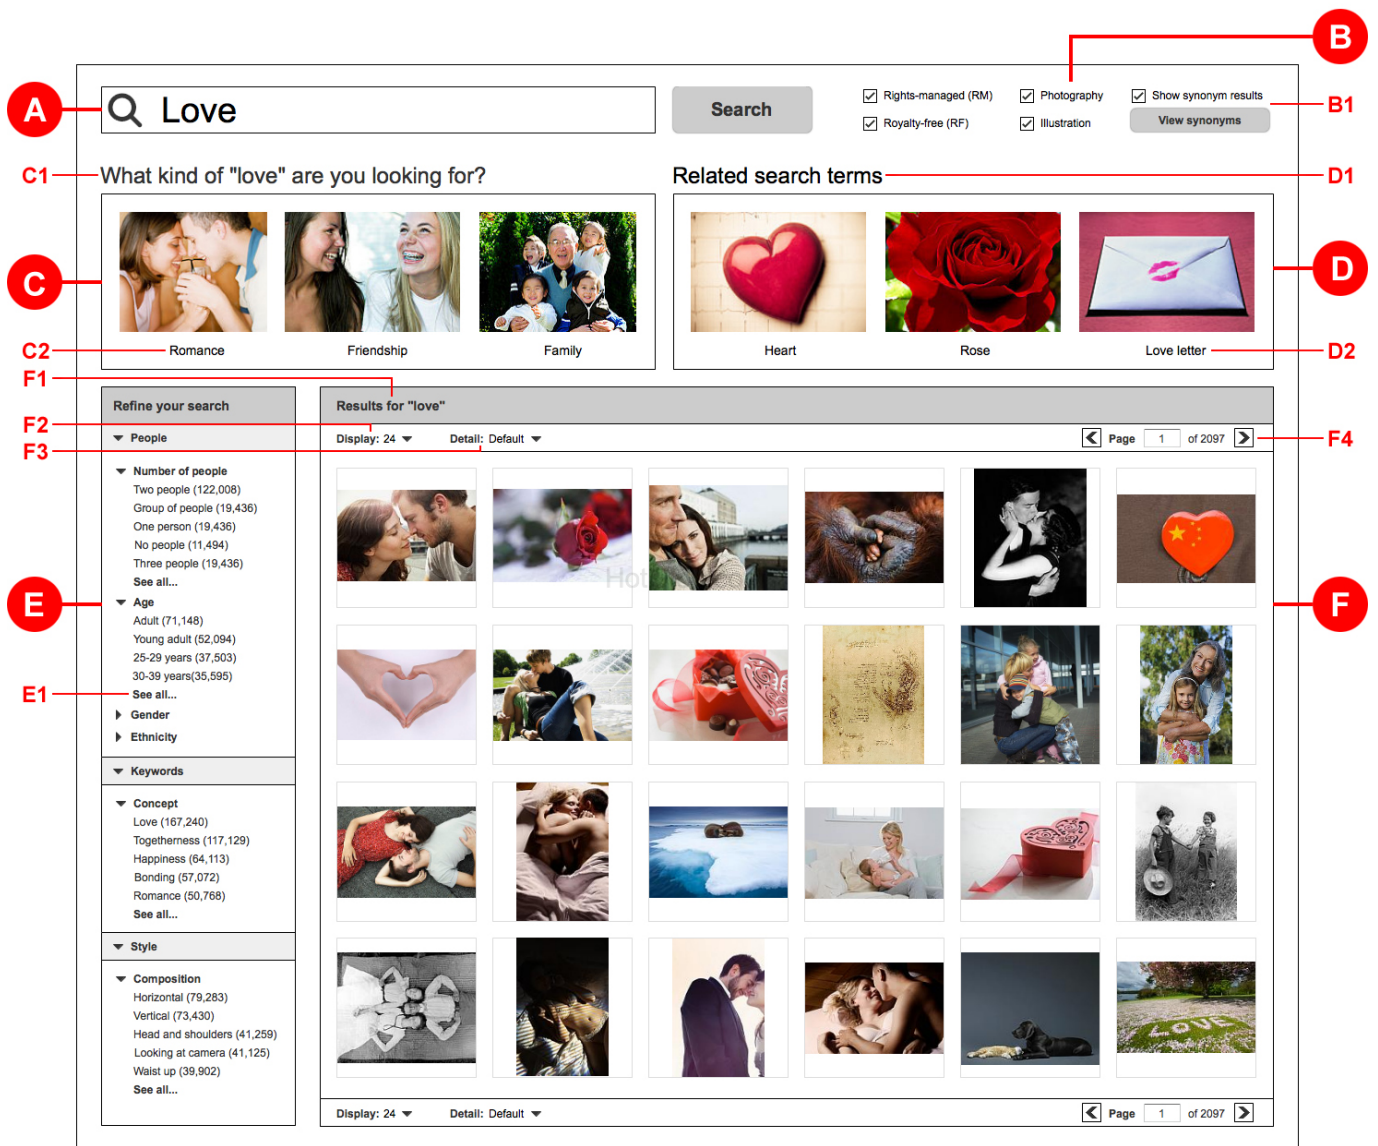 B
A
Love
Search
Rights-managed (RM)
Photography
Show synonym results
Royalty-free (RF)
Illustration
View synonyms
B1
C1
What kind of "love" are you looking for?
Related search terms
D1
C
D
C2
Romance
Friendship
Family
Heart
Rose
Love letter
D2
F1
Refine your search
Results for "love"
F2
F3
Display: 24
Detail: Default
Page 1 of 2097
F4
People
Number of people
Two people (122,008)
Group of people (19,436)
One person (19,436)
No people (11,494)
Three people (19,436)
See all...
E
F
Age
Adult (71,148)
Young adult (52,094)
25-29 years (37,503)
30-39 years(35,595)
E1
See all...
Gender
Ethnicity
Keywords
Concept
Love (167,240)
Togetherness (117,129)
Happiness (64,113)
Bonding (57,072)
Romance (50,768)
See all...
Style
Composition
Horizontal (79,283)
Vertical (73,430)
Head and shoulders (41,259)
Looking at camera (41,125)
Waist up (39,902)
See all...
LOVE
Display: 24
Detail: Default
Page 1 of 2097